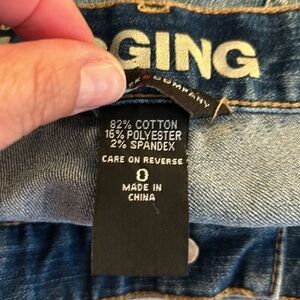 GING
COMPANY
82% COTTON
16% POLYESTER
2% SPANDEX
CARE ON REVERSE
0
MADE IN
CHINA